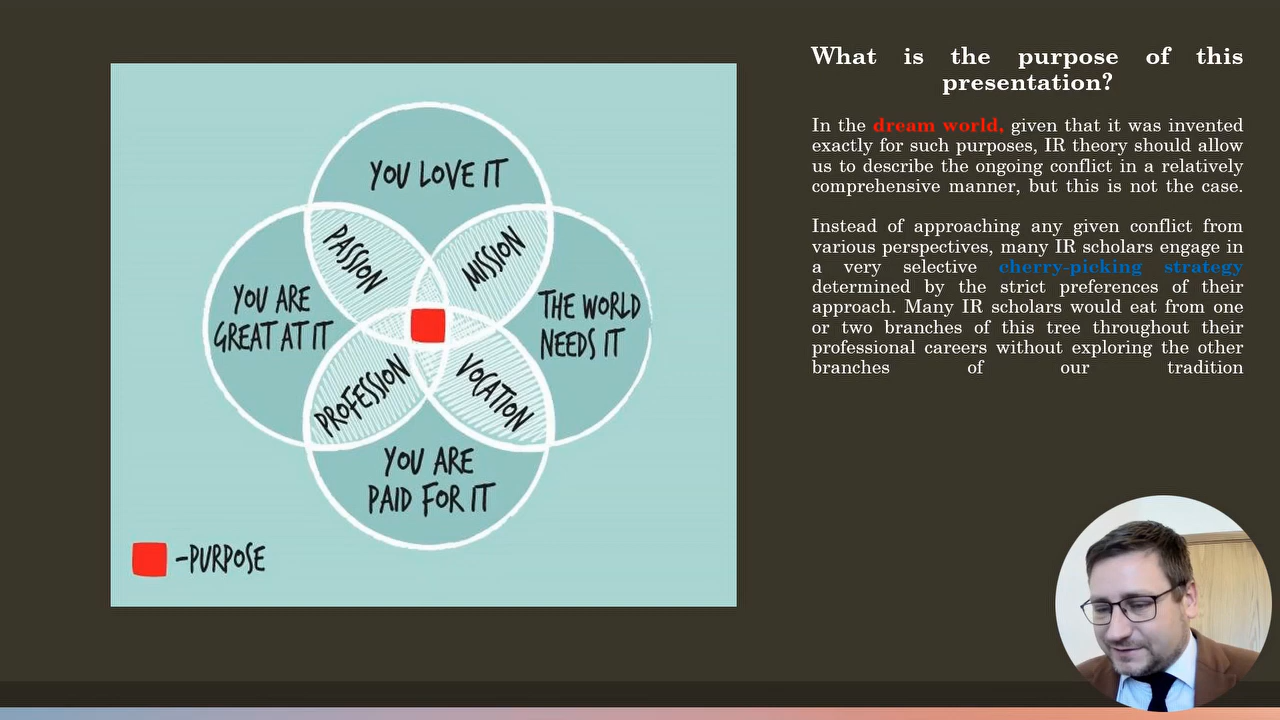 YOU LOVE IT
PASSION
MISSION
YOU ARE
GREAT AT IT
THE WORLD
NEEDS IT
PROFESSION
VOCATION
YOU ARE
PAID FOR IT
-PURPOSE
What is the purpose of this
presentation?
In the dream world, given that it was invented
exactly for such purposes, IR theory should allow
us to describe the ongoing conflict in a relatively
comprehensive manner, but this is not the case.
Instead of approaching any given conflict from
various perspectives, many IR scholars engage in
a very selective cherry-picking strategy
determined by the strict preferences of their
approach. Many IR scholars would eat from one
or two branches of this tree throughout their
professional careers without exploring the other
branches of our tradition